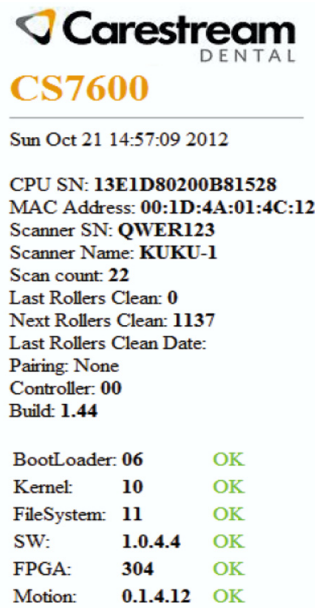 Carestream
DENTAL
CS7600
Sun Oct 21 14:57:09 2012
CPU SN: 13E1D80200B81528
MAC Address: 00:1D:4A:01:4C:12
Scanner SN: QWER123
Scanner Name: KUKU-1
Scan count: 22
Last Rollers Clean: 0
Next Rollers Clean: 1137
Last Rollers Clean Date:
Pairing: None
Controller: 00
Build: 1.44
BootLoader: 06 OK
Kernel: 10 OK
FileSystem: 11 OK
SW: 1.0.4.4 OK
FPGA: 304 OK
Motion: 0.1.4.12 OK